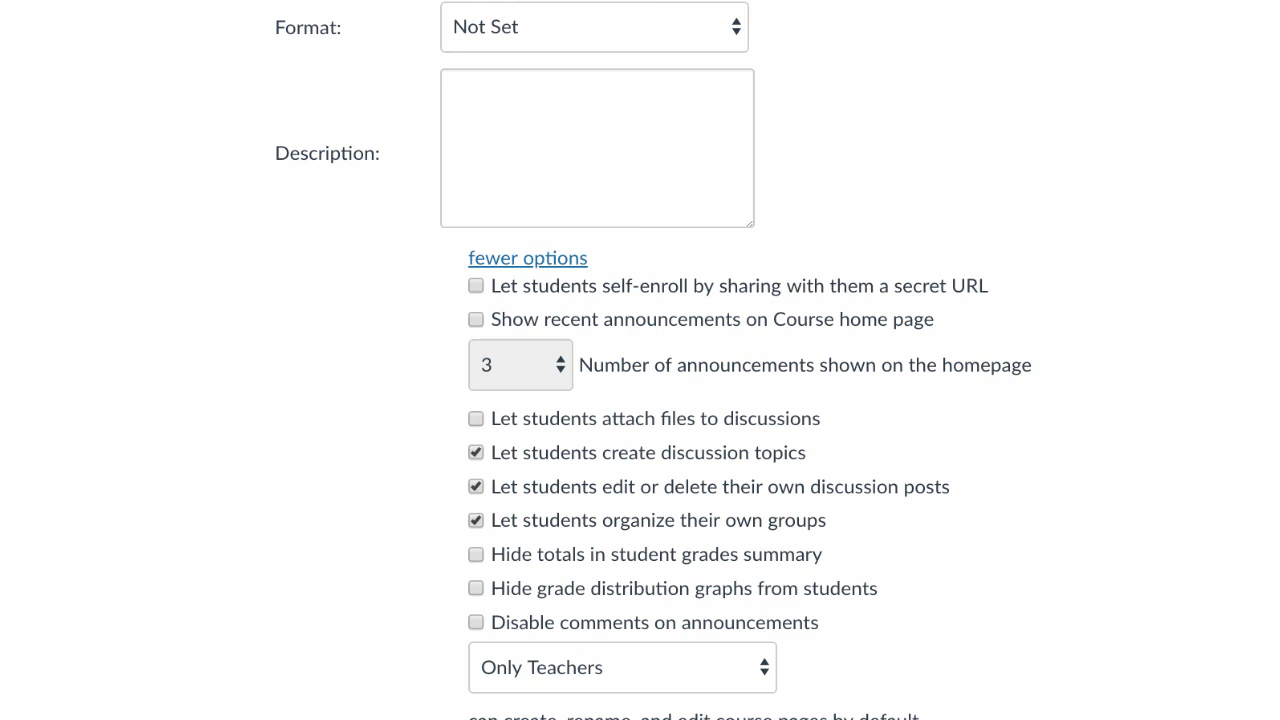 Format: Not Set
Description:
fewer options
Let students self-enroll by sharing with them a secret URL
Show recent announcements on Course home page
3 Number of announcements shown on the homepage
Let students attach files to discussions
Let students create discussion topics
Let students edit or delete their own discussion posts
Let students organize their own groups
Hide totals in student grades summary
Hide grade distribution graphs from students
Disable comments on announcements
Only Teachers
can create, rename, and edit course pages by default